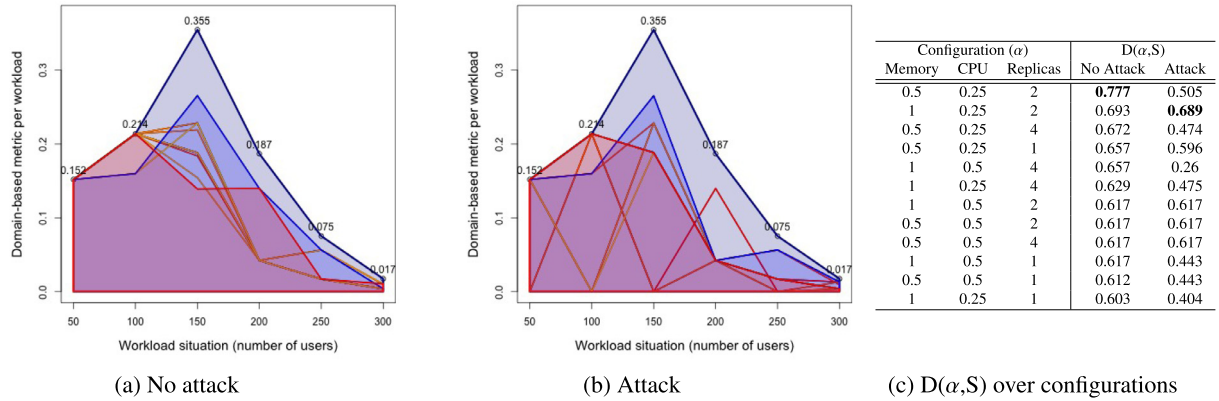 Domain-based metric per workload
0.3
0.2
0.1
0.0
0.355
0.214
0.187
0.152
0.075
0.017
50 100 150 200 250 300
Workload situation (number of users)
(a) No attack
Domain-based metric per workload
0.3
0.2
0.1
0.0
0.355
0.214
0.187
0.152
0.075
0.017
50 100 150 200 250 300
Workload situation (number of users)
(b) Attack
Configuration (α) D(α,S)
Memory CPU Replicas No Attack Attack
0.5 0.25 2 0.777 0.505
1 0.25 2 0.693 0.689
0.5 0.25 4 0.672 0.474
0.5 0.25 1 0.657 0.596
1 0.5 4 0.657 0.26
1 0.25 4 0.629 0.475
1 0.5 2 0.617 0.617
0.5 0.5 2 0.617 0.617
0.5 0.5 4 0.617 0.617
1 0.5 1 0.617 0.443
0.5 0.5 1 0.612 0.443
1 0.25 1 0.603 0.404
(c) D(α,S) over configurations